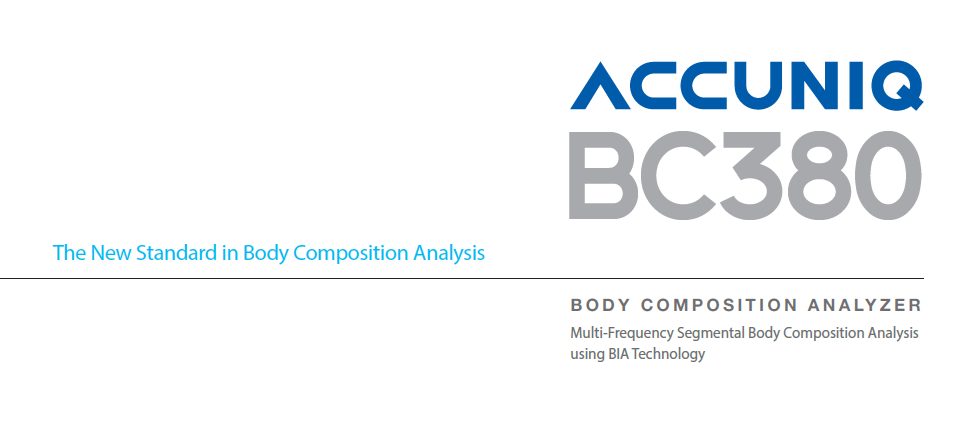 ACCUNIQ
BC380
The New Standard in Body Composition Analysis
BODY COMPOSITION ANALYZER
Multi-Frequency Segmental Body Composition Analysis
using BIA Technology